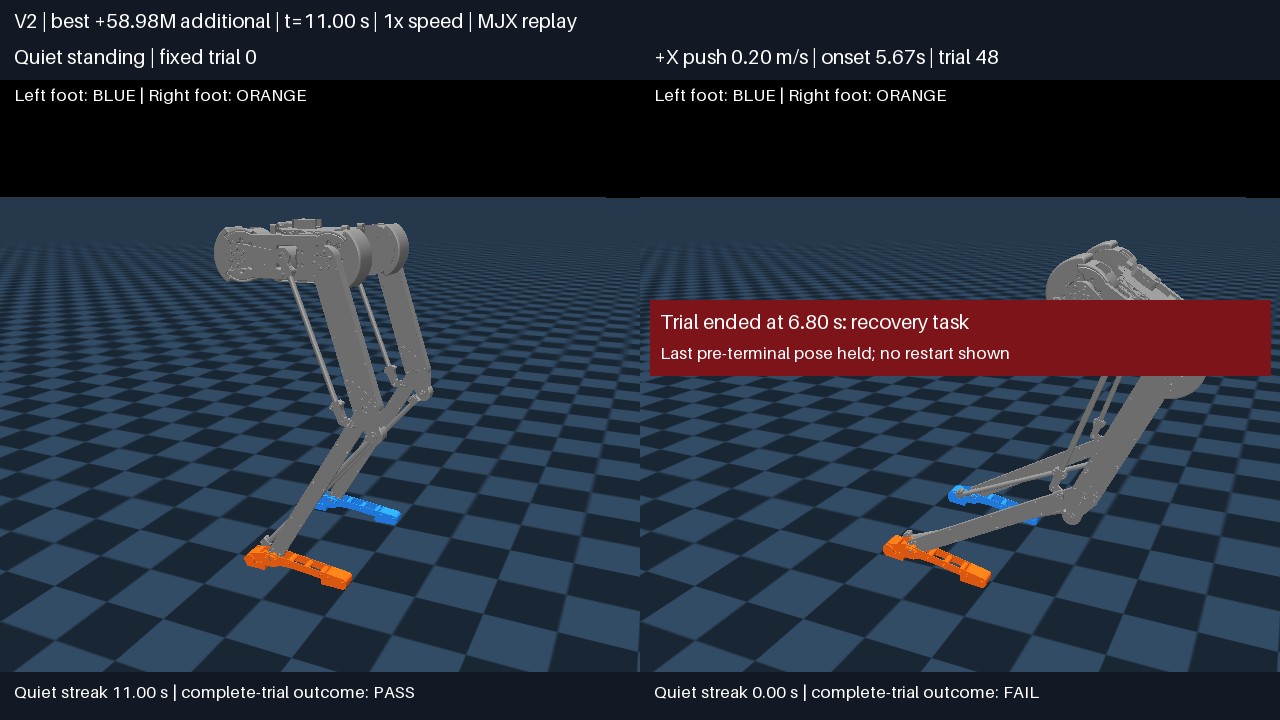 V2 | best +58.98M additional | t=11.00 s | 1x speed | MJX replay
Quiet standing | fixed trial 0
+X push 0.20 m/s | onset 5.67s | trial 48
Left foot: BLUE | Right foot: ORANGE
Left foot: BLUE | Right foot: ORANGE
Trial ended at 6.80 s: recovery task
Last pre-terminal pose held; no restart shown
Quiet streak 11.00 s | complete-trial outcome: PASS
Quiet streak 0.00 s | complete-trial outcome: FAIL